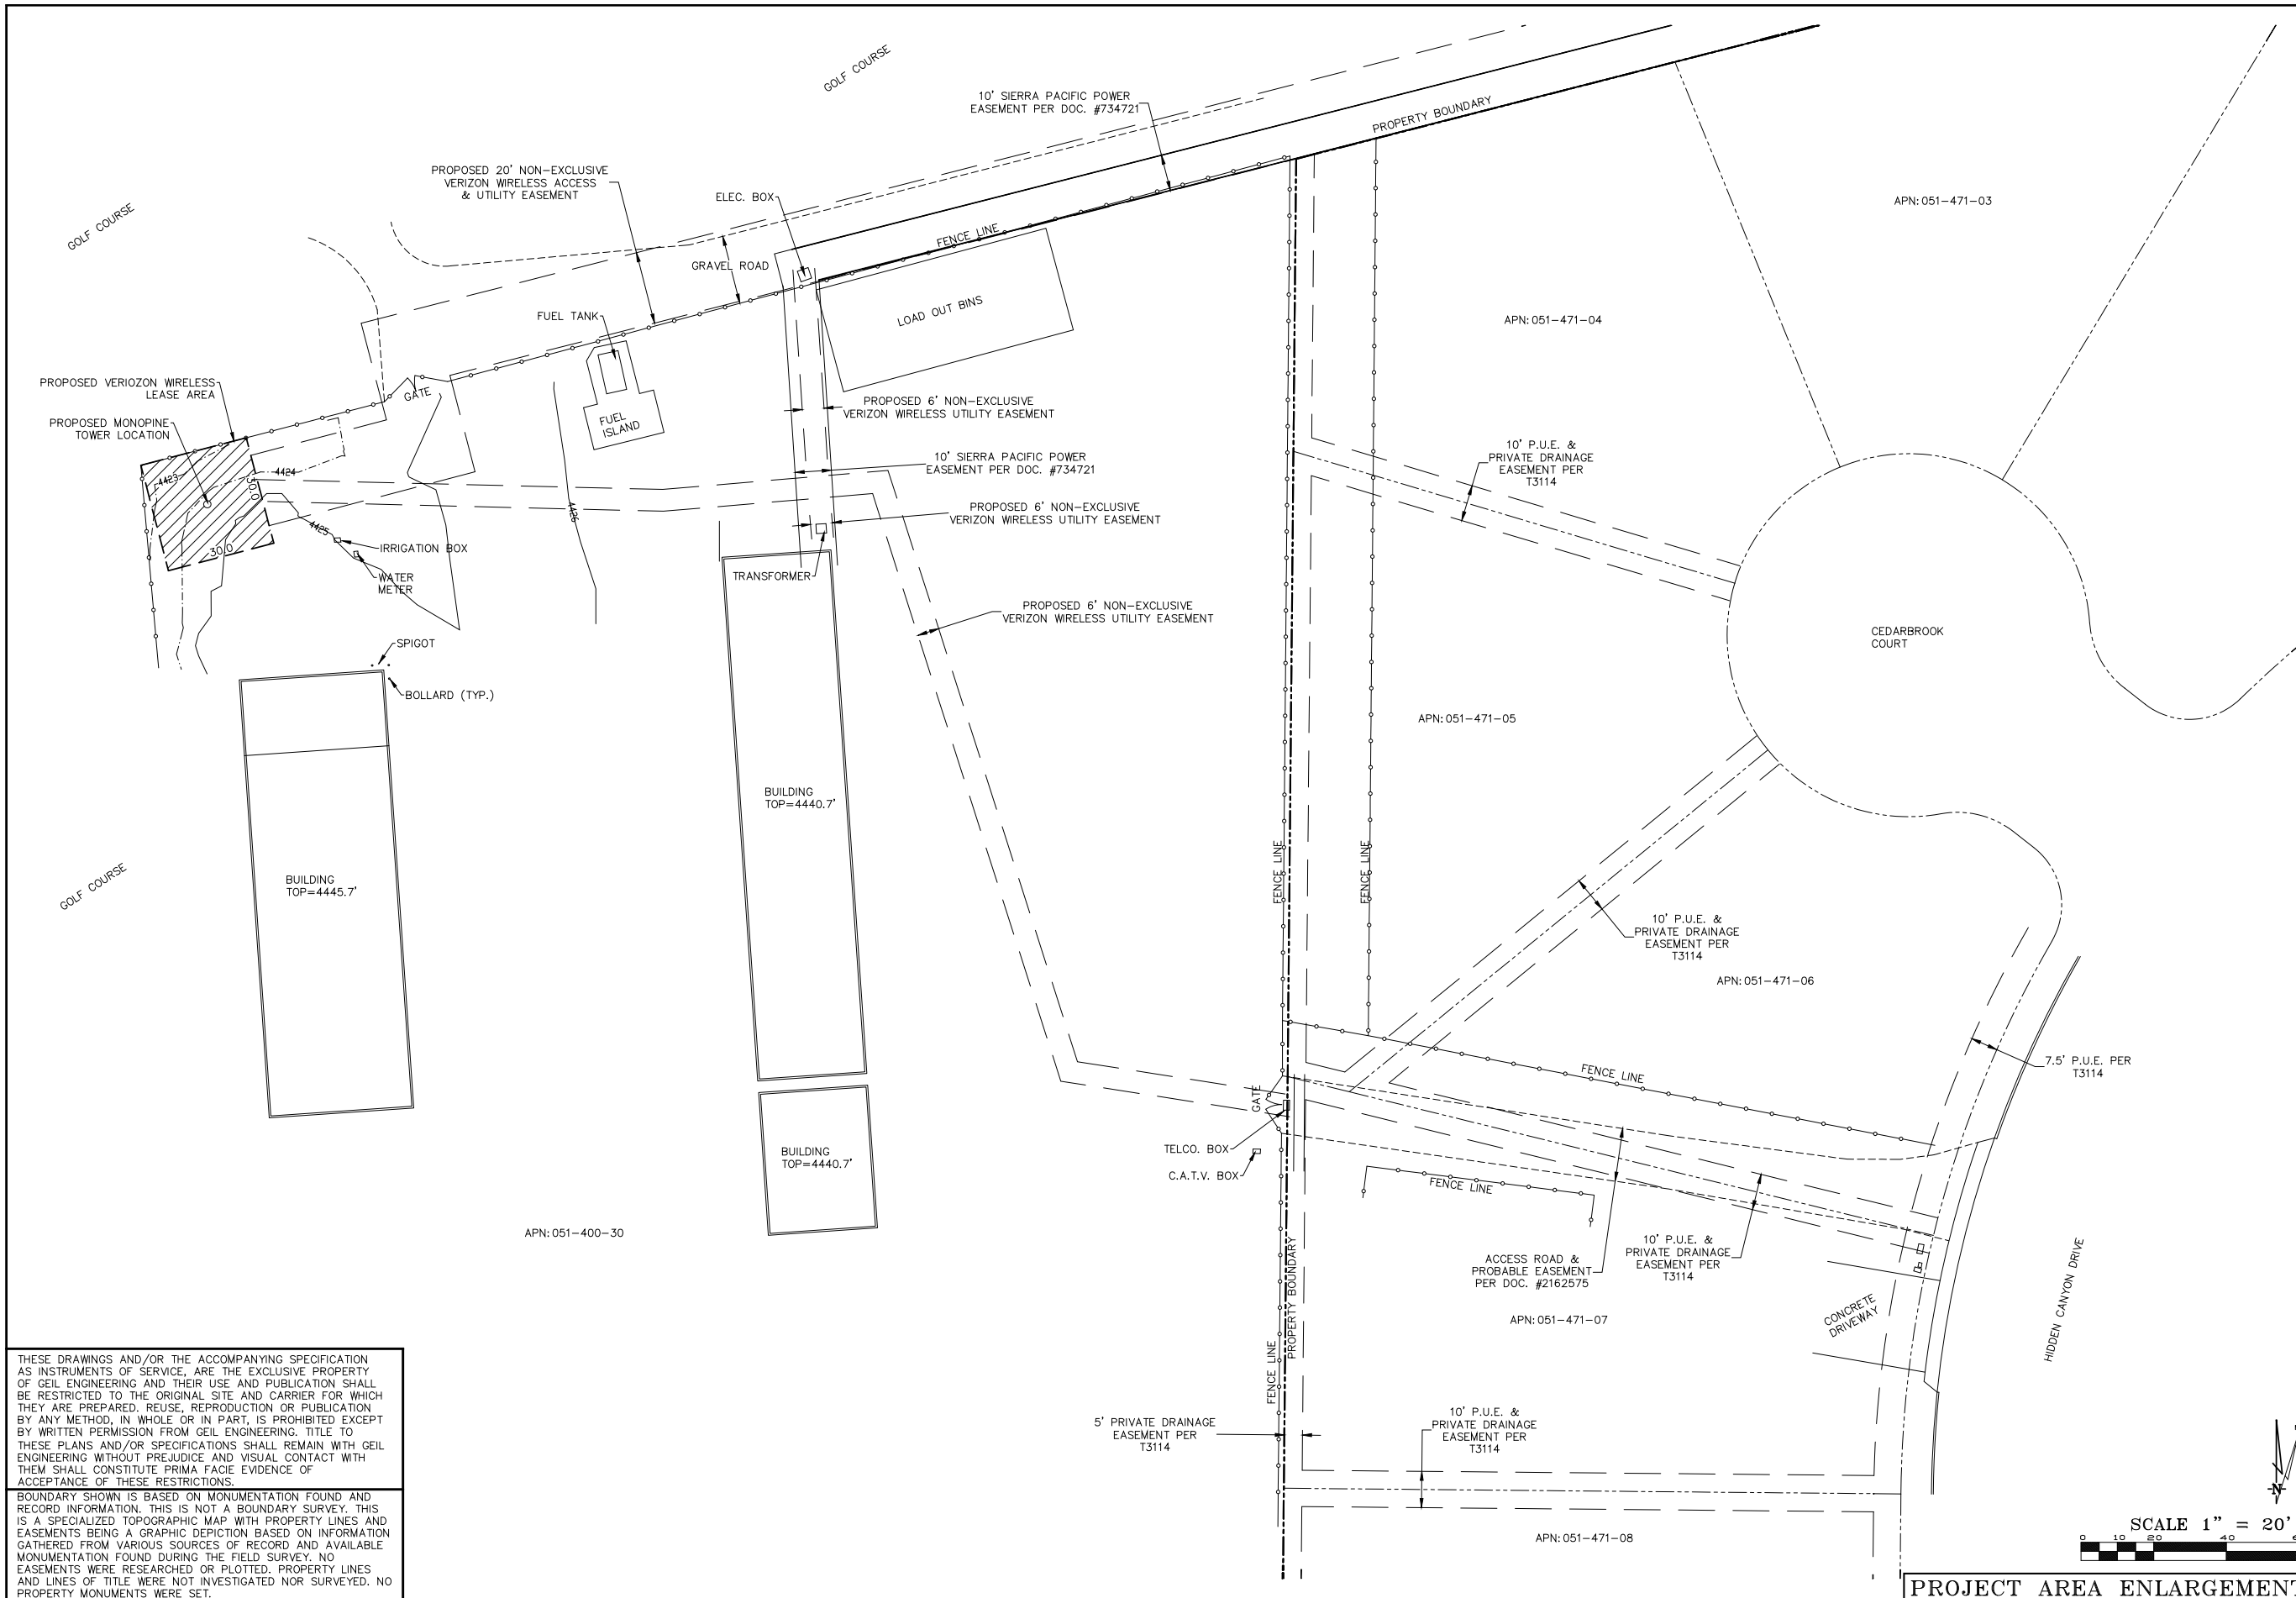 GOLF COURSE
10' SIERRA PACIFIC POWER
EASEMENT PER DOC. #734721
PROPERTY BOUNDARY
PROPOSED 20' NON-EXCLUSIVE
VERIZON WIRELESS ACCESS
& UTILITY EASEMENT
ELEC. BOX
APN: 051-471-03
GOLF COURSE
FENCE LINE
GRAVEL ROAD
LOAD OUT BINS
FUEL TANK
APN: 051-471-04
PROPOSED VERIOZON WIRELESS
LEASE AREA
GATE
PROPOSED 6' NON-EXCLUSIVE
VERIZON WIRELESS UTILITY EASEMENT
PROPOSED MONOPINE
TOWER LOCATION
FUEL
ISLAND
10' P.U.E. &
PRIVATE DRAINAGE
EASEMENT PER
T3114
10' SIERRA PACIFIC POWER
EASEMENT PER DOC. #734721
4423
4424
30.0
4426
PROPOSED 6' NON-EXCLUSIVE
VERIZON WIRELESS UTILITY EASEMENT
4425
30.0
IRRIGATION BOX
WATER
METER
TRANSFORMER
PROPOSED 6' NON-EXCLUSIVE
VERIZON WIRELESS UTILITY EASEMENT
CEDARBROOK
COURT
SPIGOT
BOLLARD (TYP.)
APN: 051-471-05
BUILDING
TOP=4440.7'
FENCE LINE
FENCE LINE
BUILDING
TOP=4445.7'
GOLF COURSE
10' P.U.E. &
PRIVATE DRAINAGE
EASEMENT PER
T3114
APN: 051-471-06
FENCE LINE
7.5' P.U.E. PER
T3114
GATE
TELCO. BOX
BUILDING
TOP=4440.7'
C.A.T.V. BOX
FENCE LINE
APN: 051-400-30
PROPERTY BOUNDARY
ACCESS ROAD &
PROBABLE EASEMENT
PER DOC. #2162575
10' P.U.E. &
PRIVATE DRAINAGE
EASEMENT PER
T3114
APN: 051-471-07
CONCRETE
DRIVEWAY
HIDDEN CANYON DRIVE
FENCE LINE
5' PRIVATE DRAINAGE
EASEMENT PER
T3114
10' P.U.E. &
PRIVATE DRAINAGE
EASEMENT PER
T3114
APN: 051-471-08
THESE DRAWINGS AND/OR THE ACCOMPANYING SPECIFICATION
AS INSTRUMENTS OF SERVICE, ARE THE EXCLUSIVE PROPERTY
OF GEIL ENGINEERING AND THEIR USE AND PUBLICATION SHALL
BE RESTRICTED TO THE ORIGINAL SITE AND CARRIER FOR WHICH
THEY ARE PREPARED. REUSE, REPRODUCTION OR PUBLICATION
BY ANY METHOD, IN WHOLE OR IN PART, IS PROHIBITED EXCEPT
BY WRITTEN PERMISSION FROM GEIL ENGINEERING. TITLE TO
THESE PLANS AND/OR SPECIFICATIONS SHALL REMAIN WITH GEIL
ENGINEERING WITHOUT PREJUDICE AND VISUAL CONTACT WITH
THEM SHALL CONSTITUTE PRIMA FACIE EVIDENCE OF
ACCEPTANCE OF THESE RESTRICTIONS.
BOUNDARY SHOWN IS BASED ON MONUMENTATION FOUND AND
RECORD INFORMATION. THIS IS NOT A BOUNDARY SURVEY. THIS
IS A SPECIALIZED TOPOGRAPHIC MAP WITH PROPERTY LINES AND
EASEMENTS BEING A GRAPHIC DEPICTION BASED ON INFORMATION
GATHERED FROM VARIOUS SOURCES OF RECORD AND AVAILABLE
MONUMENTATION FOUND DURING THE FIELD SURVEY. NO
EASEMENTS WERE RESEARCHED OR PLOTTED. PROPERTY LINES
AND LINES OF TITLE WERE NOT INVESTIGATED NOR SURVEYED. NO
PROPERTY MONUMENTS WERE SET.
N
SCALE 1" = 20'
0 10 20 40
PROJECT AREA ENLARGEMENT